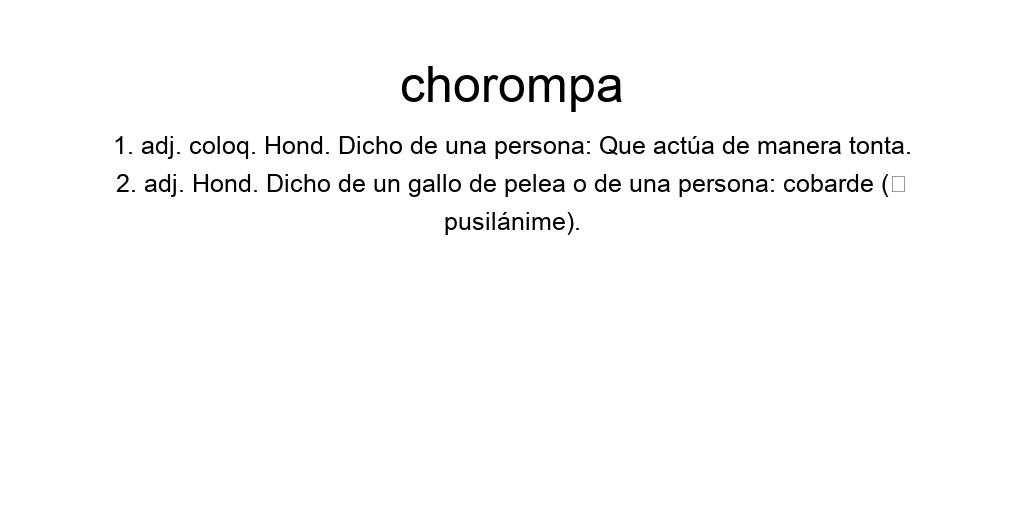 chorompa
1. adj. coloq. Hond. Dicho de una persona: Que actúa de manera tonta.
2. adj. Hond. Dicho de un gallo de pelea o de una persona: cobarde (□
pusilánime).